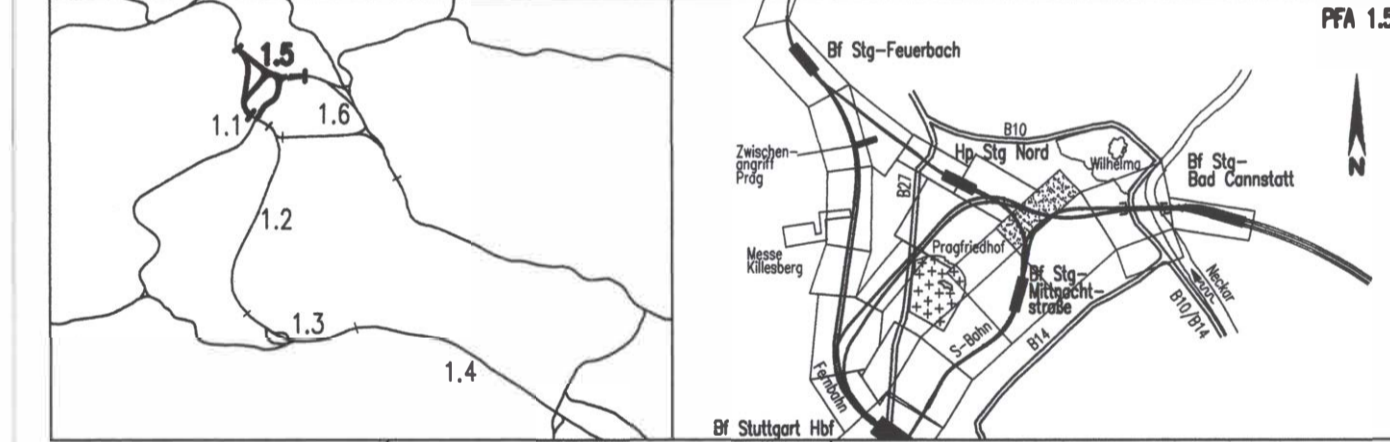 1.5
1.6
1.1
1.2
1.3
1.4
PFA 1.5
Bf Stg-Feuerbach
B10
Zwischen-
angriff
Prag
Hp Stg Nord
Wilhelma
Bf Stg-
Bad Cannstatt
N
B27
Messe
Killesberg
Pragfriedhof
Bf Stg-
Mittnacht-
straße
Neckar
B10/B14
S-Bahn
B14
Fernbahn
Bf Stuttgart Hbf